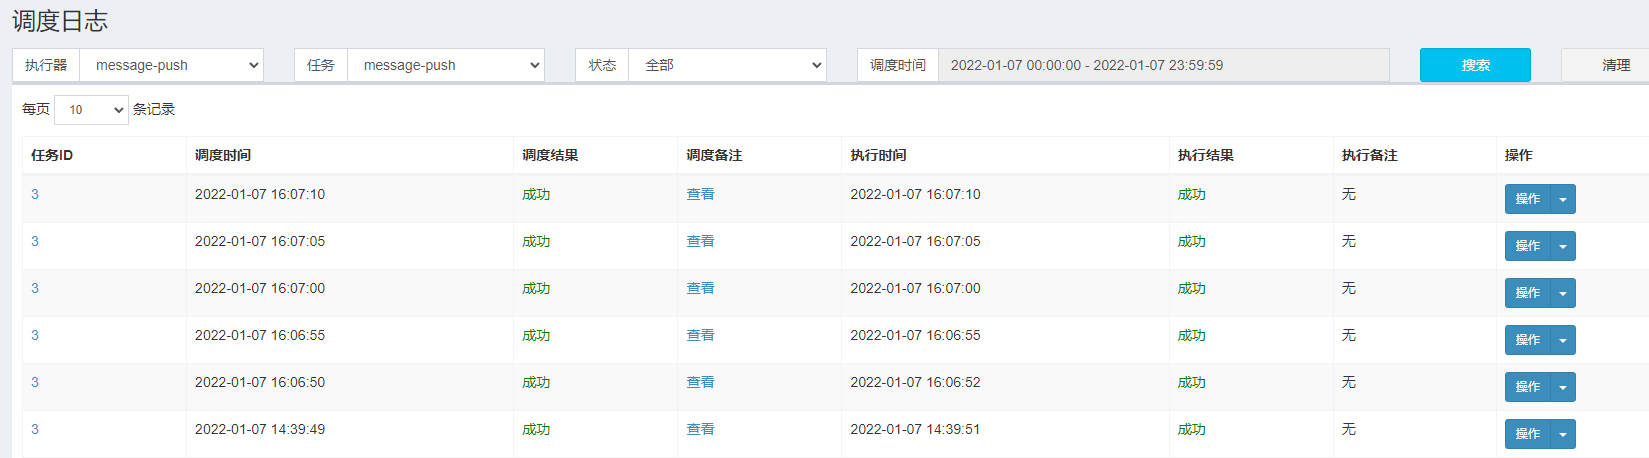 调度日志
执行器 message-push 任务 message-push 状态 全部 调度时间 2022-01-07 00:00:00 - 2022-01-07 23:59:59 搜索 清理
每页 10 条记录
任务ID 调度时间 调度结果 调度备注 执行时间 执行结果 执行备注 操作
3 2022-01-07 16:07:10 成功 查看 2022-01-07 16:07:10 成功 无 操作
3 2022-01-07 16:07:05 成功 查看 2022-01-07 16:07:05 成功 无 操作
3 2022-01-07 16:07:00 成功 查看 2022-01-07 16:07:00 成功 无 操作
3 2022-01-07 16:06:55 成功 查看 2022-01-07 16:06:55 成功 无 操作
3 2022-01-07 16:06:50 成功 查看 2022-01-07 16:06:52 成功 无 操作
3 2022-01-07 14:39:49 成功 查看 2022-01-07 14:39:51 成功 无 操作